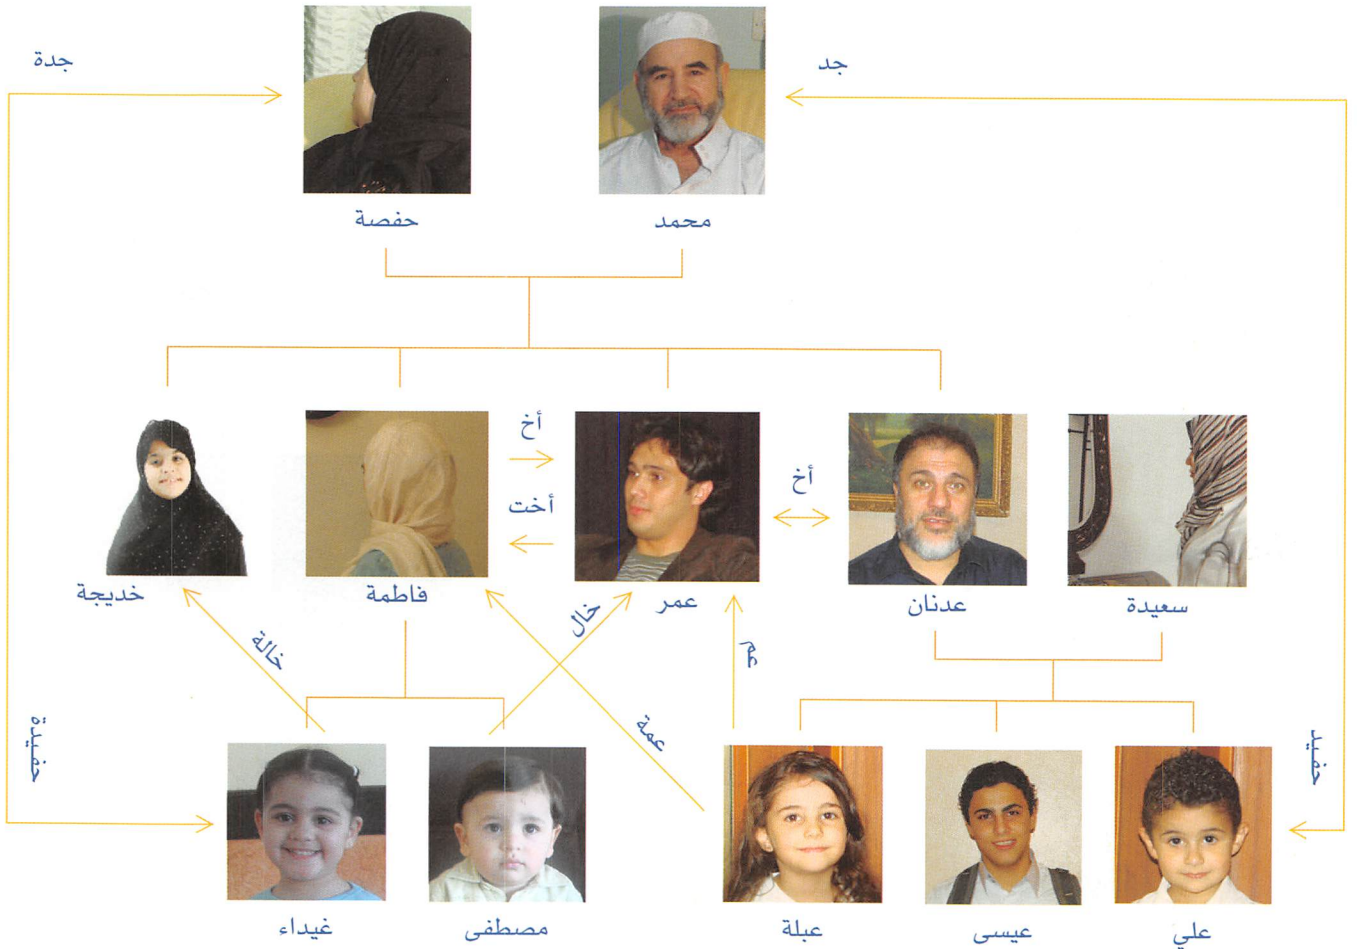 جد
جدة
محمد
حفصة
أخ
أخ
أخت
سعيدة
عدنان
عمر
فاطمة
خديجة
عم
خال
خالة
عمة
حفيد
حفيدة
علي
عيسى
عبلة
مصطفى
غيداء